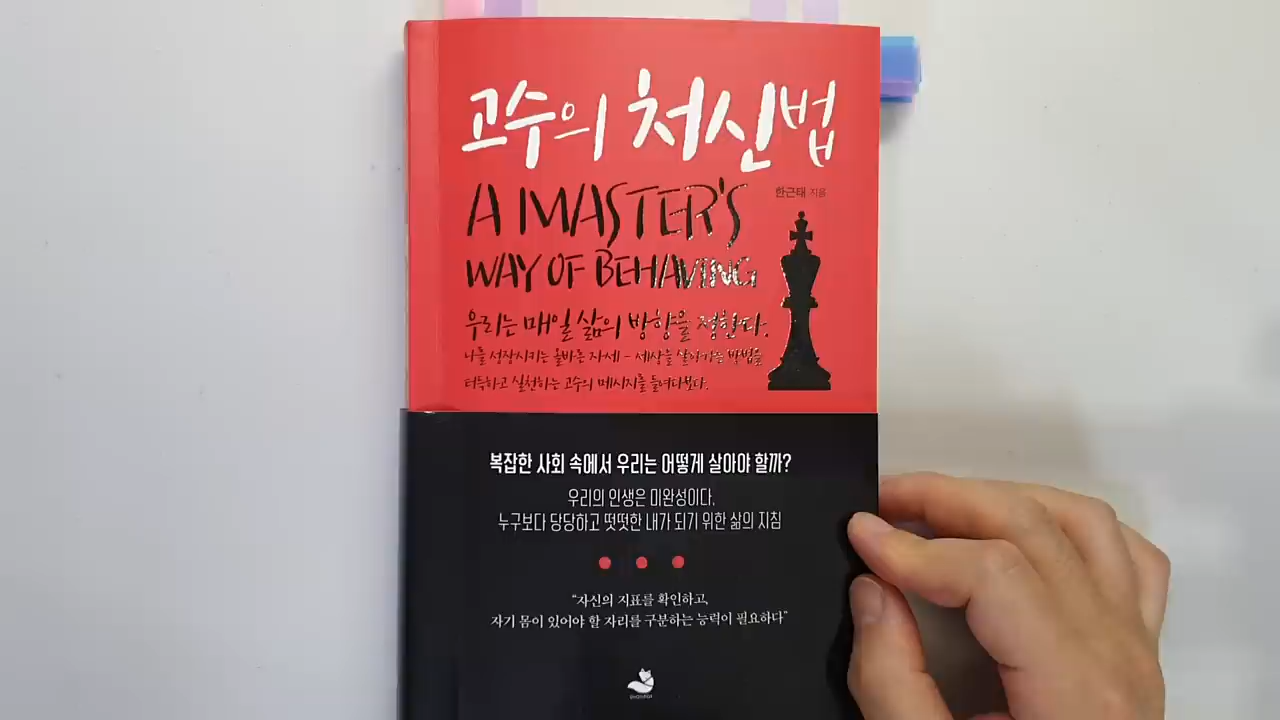 고수의 처신법
A MASTER'S
한근태 지음
WAY OF BEHAVING
우리는 매일 삶의 방향을 정한다.
나를 성장시키는 올바른 자세 - 세상을 살아가는 방법을
터득하고 실천하는 고수의 메시지를 들여다보다.
복잡한 사회 속에서 우리는 어떻게 살아야 할까?
우리의 인생은 미완성이다.
누구보다 당당하고 떳떳한 내가 되기 위한 삶의 지침
“자신의 지표를 확인하고,
자기 몸이 있어야 할 자리를 구분하는 능력이 필요하다”